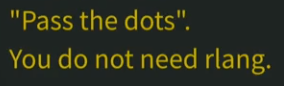 "Pass the dots".
You do not need rlang.